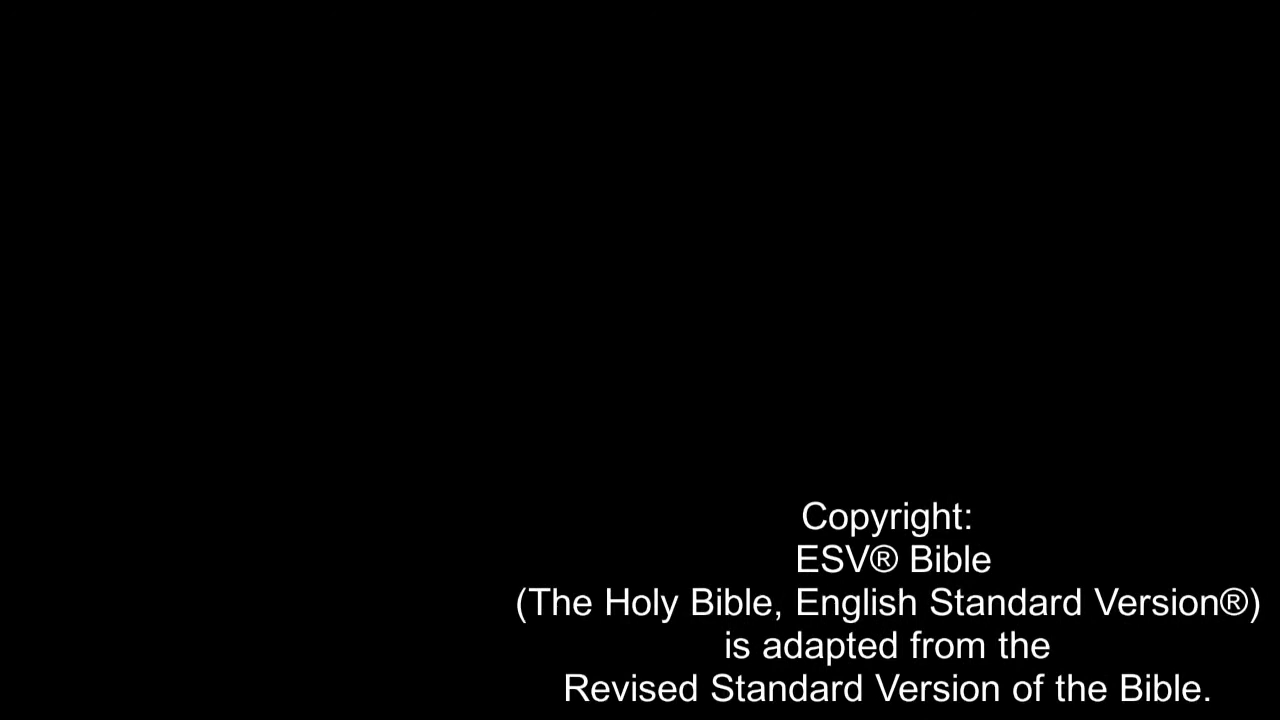 Copyright:
ESV® Bible
(The Holy Bible, English Standard Version®)
is adapted from the
Revised Standard Version of the Bible.